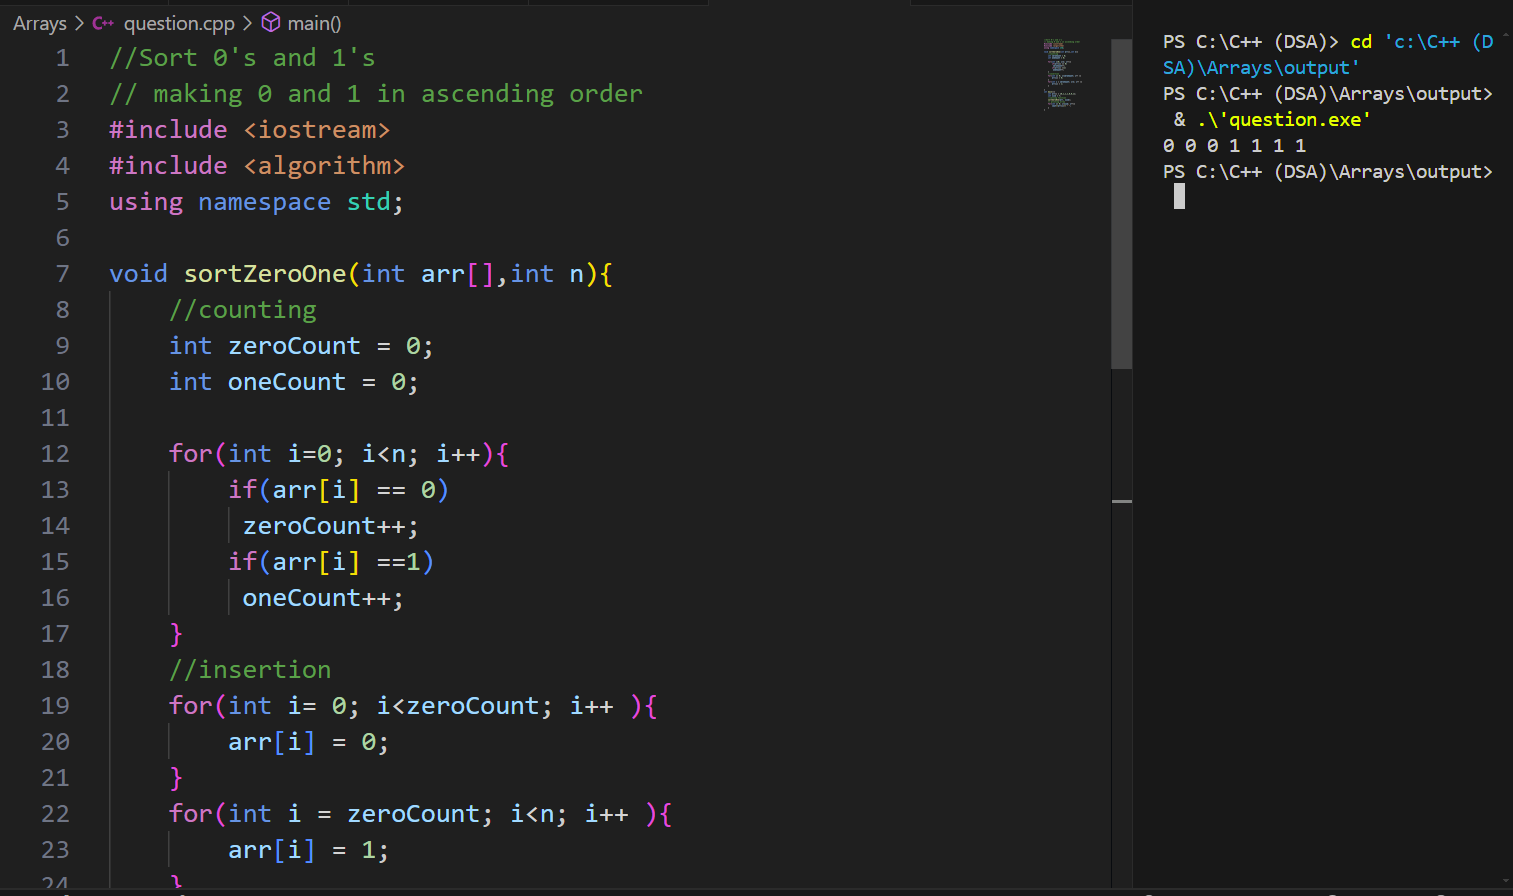 Arrays > C++ question.cpp > main()
1 //Sort 0's and 1's
2 // making 0 and 1 in ascending order
3 #include <iostream>
4 #include <algorithm>
5 using namespace std;
6
7 void sortZeroOne(int arr[],int n){
8 //counting
9 int zeroCount = 0;
10 int oneCount = 0;
11
12 for(int i=0; i<n; i++){
13 if(arr[i] == 0)
14 zeroCount++;
15 if(arr[i] ==1)
16 oneCount++;
17 }
18 //insertion
19 for(int i= 0; i<zeroCount; i++ ){
20 arr[i] = 0;
21 }
22 for(int i = zeroCount; i<n; i++ ){
23 arr[i] = 1;
24 }
PS C:\C++ (DSA)> cd 'c:\C++ (D
SA)\Arrays\output'
PS C:\C++ (DSA)\Arrays\output>
& .\'question.exe'
0 0 0 1 1 1 1
PS C:\C++ (DSA)\Arrays\output>